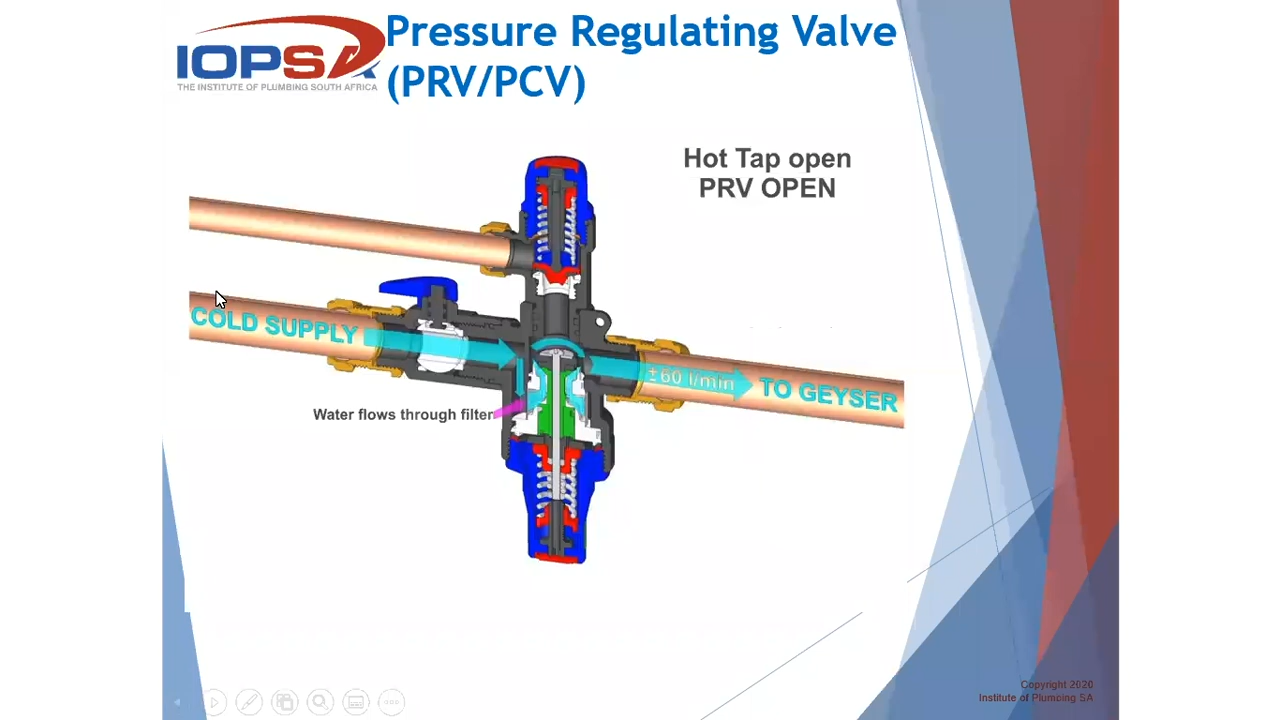 IOPSA
THE INSTITUTE OF PLUMBING SOUTH AFRICA
Pressure Regulating Valve
(PRV/PCV)
Hot Tap open
PRV OPEN
COLD SUPPLY
±60 l/min
TO GEYSER
Water flows through filter
Copyright 2020
Institute of Plumbing SA